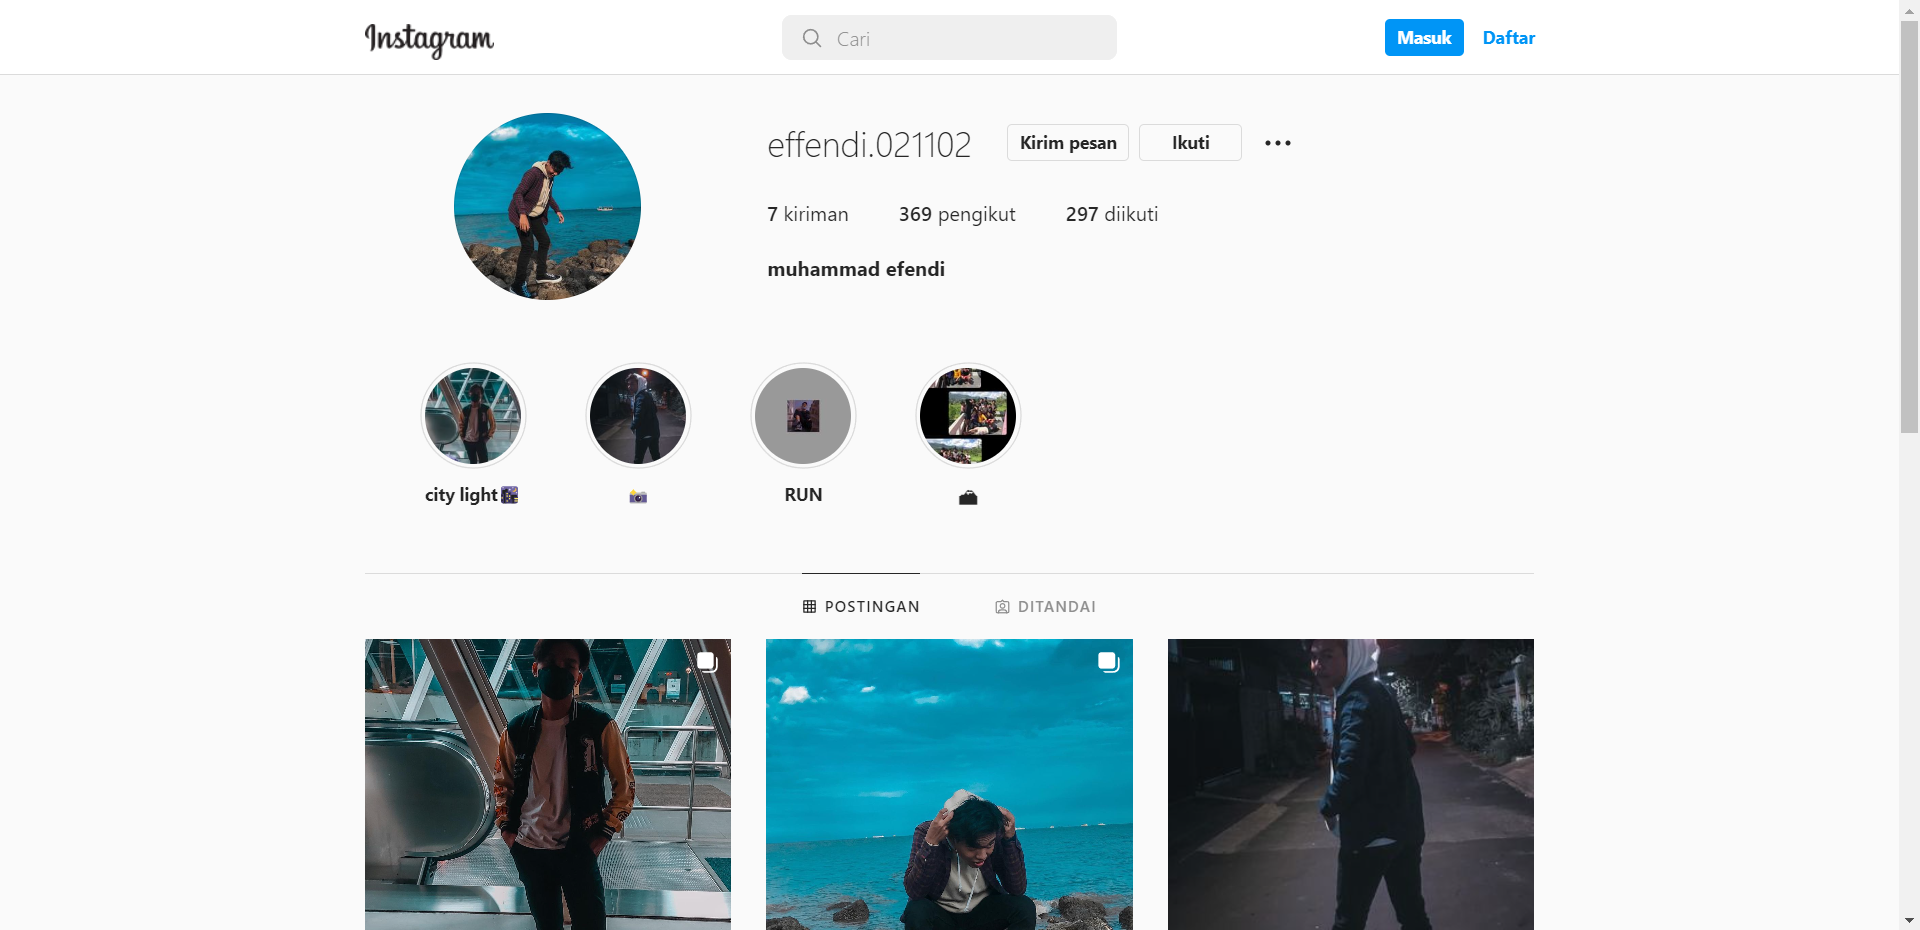 Instagram
Cari
Masuk
Daftar
effendi.021102
Kirim pesan
Ikuti
7 kiriman
369 pengikut
297 diikuti
muhammad efendi
city light🎆
📸
RUN
POSTINGAN
DITANDAI